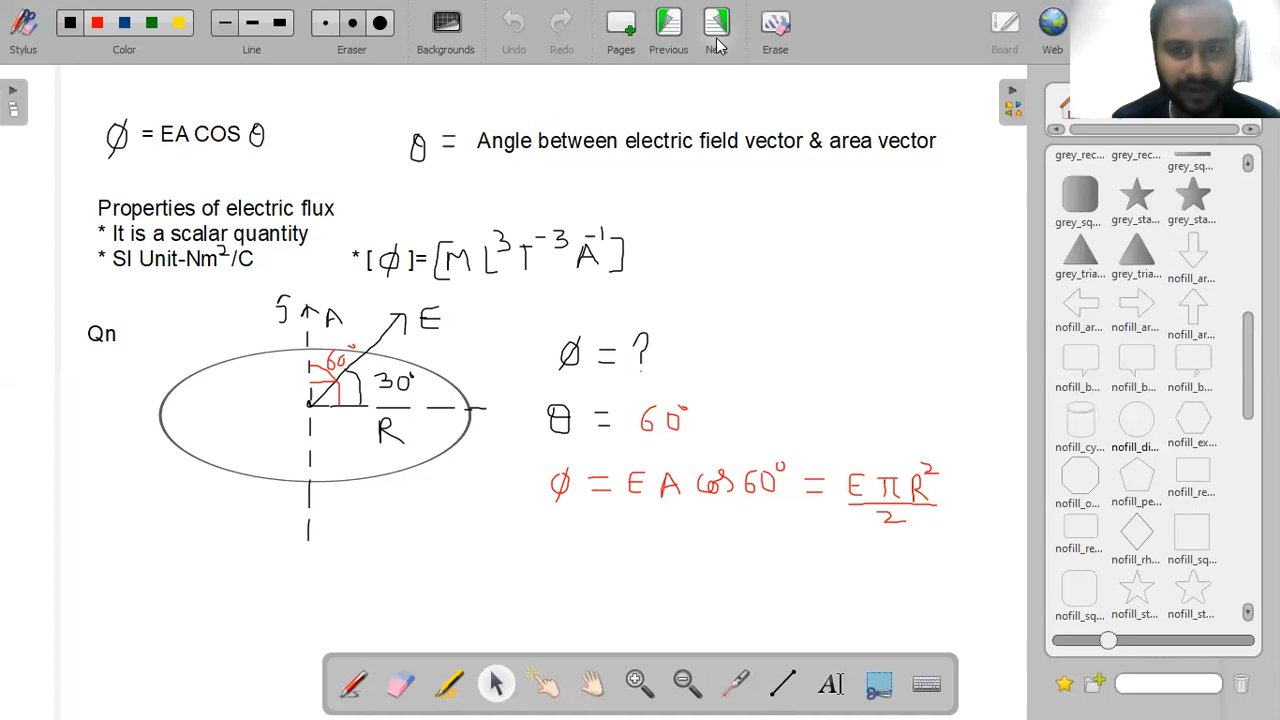 Stylus
Color
Line
Eraser
Backgrounds
Undo
Redo
Pages
Previous
Erase
Board
Web
ϕ = EA COS θ
θ = Angle between electric field vector & area vector
Properties of electric flux
* It is a scalar quantity
* SI Unit-Nm²/C
* [ϕ]=[M L³ T⁻³ A⁻¹]
A
E
Qn
60°
30°
R
ϕ = ?
θ = 60°
ϕ = E A cos 60° = EπR²/2
grey_rec...
grey_rec...
grey_sq...
grey_sq...
grey_sta...
grey_sta...
grey_tria...
grey_tria...
nofill_ar...
nofill_ar...
nofill_ar...
nofill_ar...
nofill_b...
nofill_b...
nofill_b...
nofill_cy...
nofill_di...
nofill_ex...
nofill_o...
nofill_pe...
nofill_re...
nofill_re...
nofill_rh...
nofill_sq...
nofill_sq...
nofill_st...
nofill_st...
AI